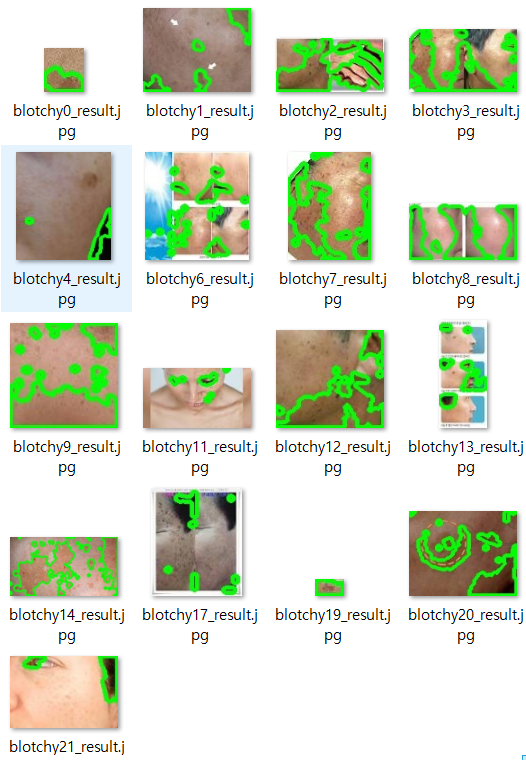 blotchy0_result.j
pg
blotchy1_result.j
pg
blotchy2_result.j
pg
blotchy3_result.j
pg
blotchy4_result.j
pg
blotchy6_result.j
pg
blotchy7_result.j
pg
blotchy8_result.j
pg
blotchy9_result.j
pg
blotchy11_result.j
pg
blotchy12_result.j
pg
blotchy13_result.j
pg
blotchy14_result.j
pg
blotchy17_result.j
pg
blotchy19_result.j
pg
blotchy20_result.j
pg
blotchy21_result.j